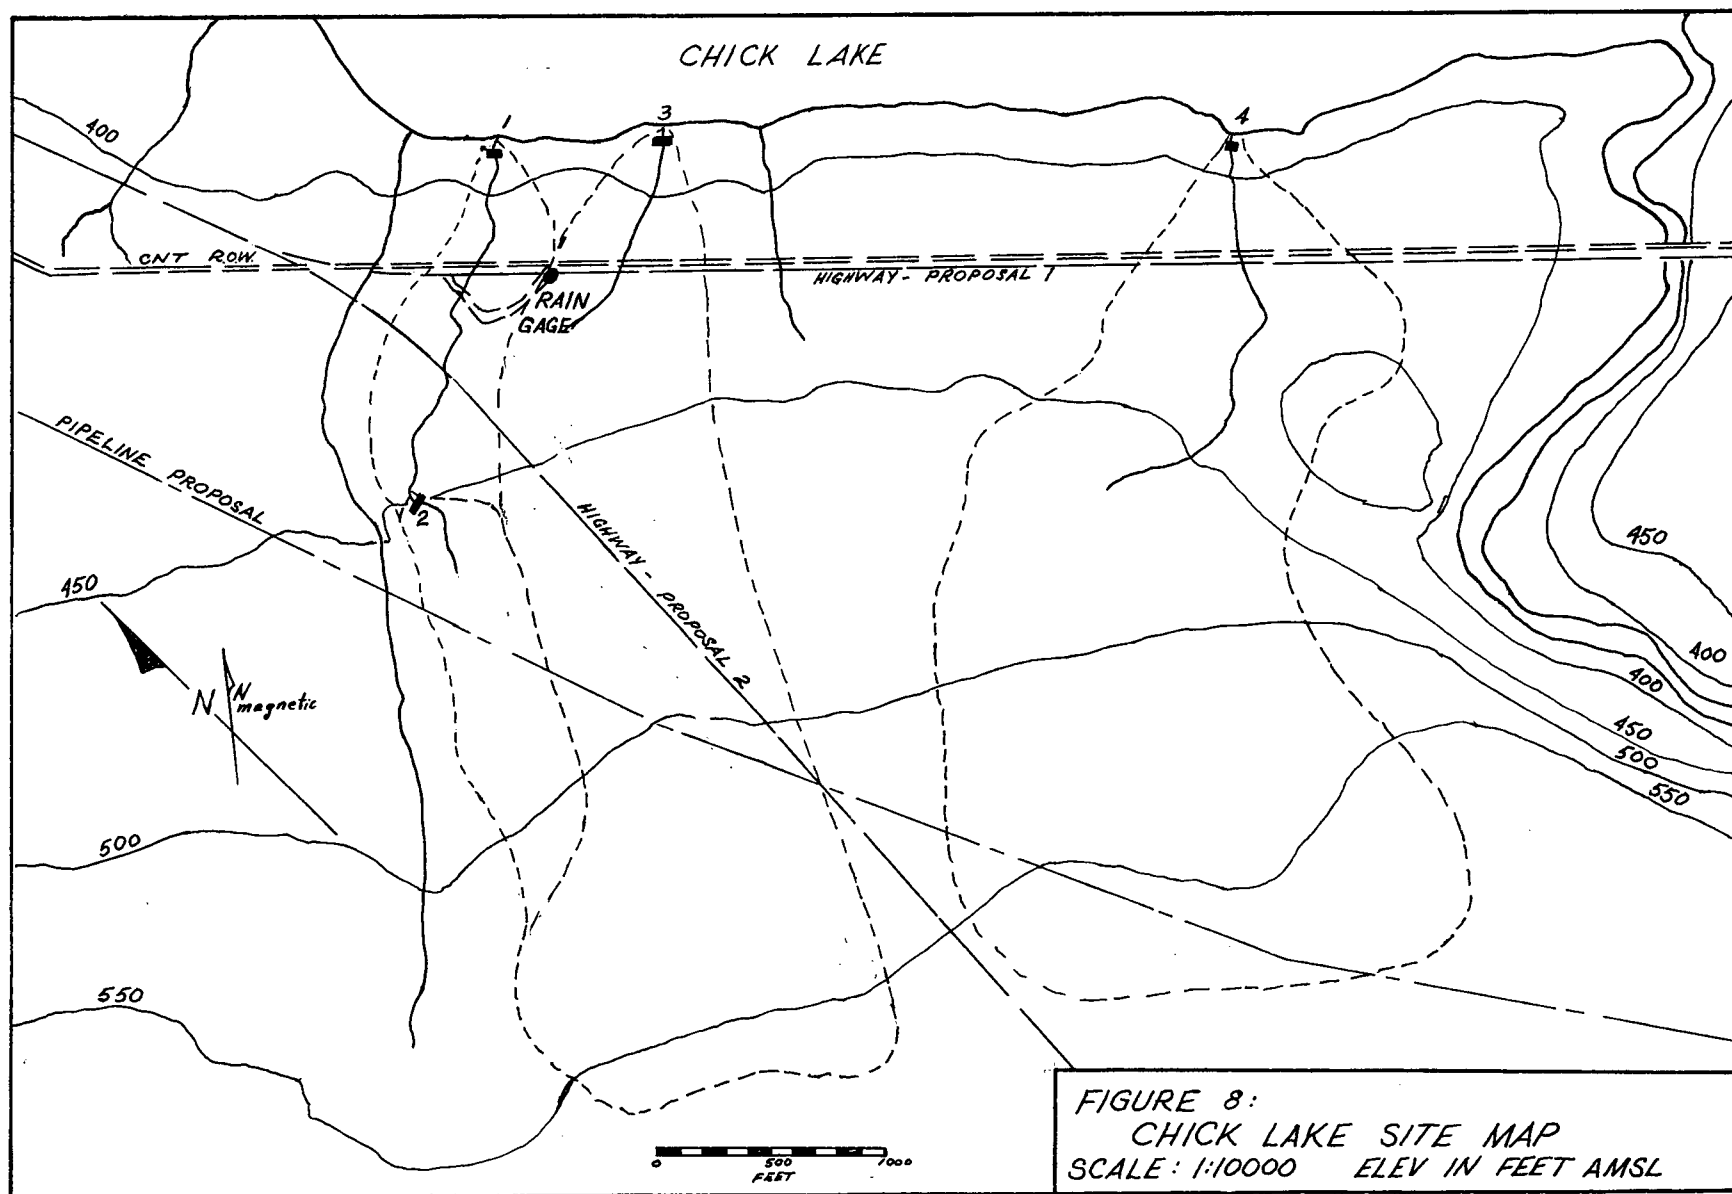 CHICK LAKE
3
4
400
CNT ROW
HIGHWAY - PROPOSAL 1
RAIN
GAGE
PIPELINE PROPOSAL
2
HIGHWAY - PROPOSAL 2
450
450
N
N
magnetic
400
400
450
500
550
500
550
0 500 1000
FEET
FIGURE 8:
CHICK LAKE SITE MAP
SCALE: 1:10000 ELEV IN FEET AMSL